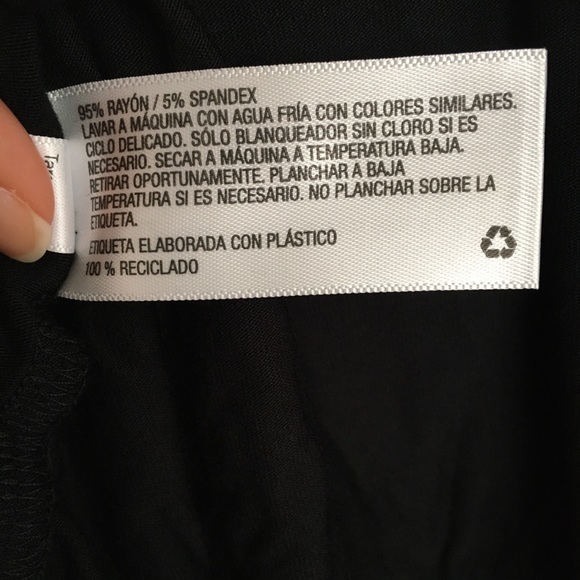 95% RAYÓN / 5% SPANDEX
LAVAR A MÁQUINA CON AGUA FRÍA CON COLORES SIMILARES.
CICLO DELICADO. SÓLO BLANQUEADOR SIN CLORO SI ES
NECESARIO. SECAR A MÁQUINA A TEMPERATURA BAJA.
RETIRAR OPORTUNAMENTE. PLANCHAR A BAJA
TEMPERATURA SI ES NECESARIO. NO PLANCHAR SOBRE LA
ETIQUETA.
ETIQUETA ELABORADA CON PLÁSTICO
100 % RECICLADO